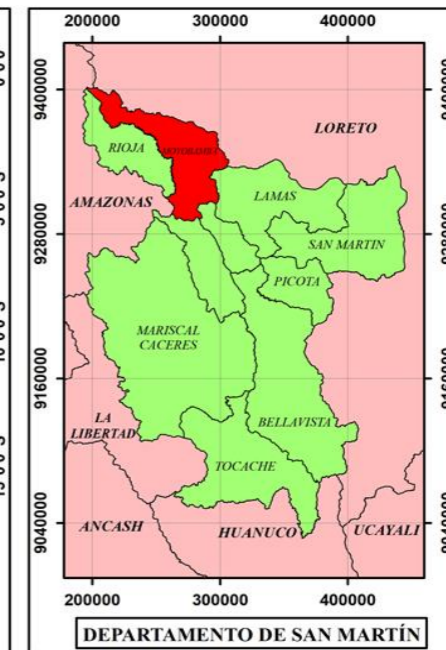 200000 300000 400000
9400000
LORETO
RIOJA
MOYOBAMBA
AMAZONAS
LAMAS
9280000
SAN MARTIN
PICOTA
MARISCAL
CACERES
9160000
LA
LIBERTAD
BELLAVISTA
TOCACHE
9040000
ANCASH
HUANUCO
UCAYALI
200000 300000 400000
DEPARTAMENTO DE SAN MARTÍN